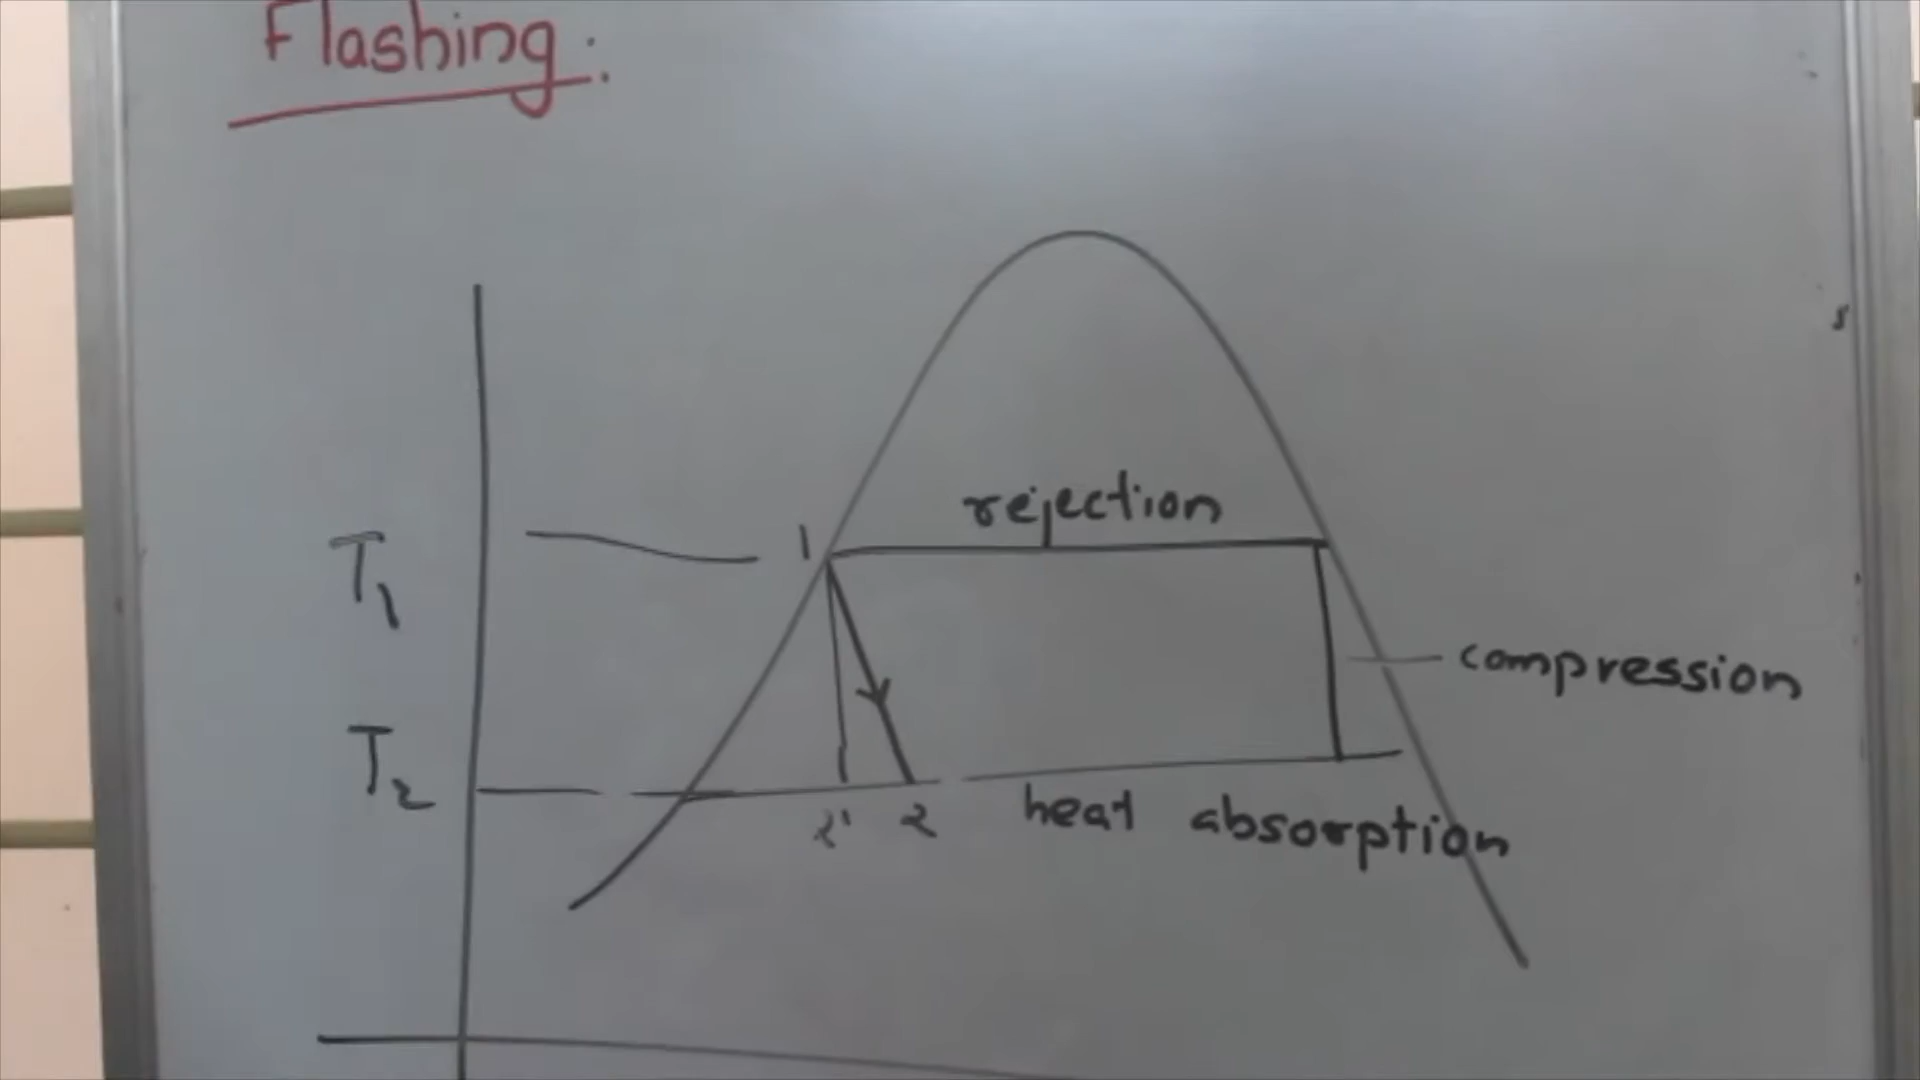 Flashing:
rejection
T₁ 1
compression
T₂
2' 2 heat absorption